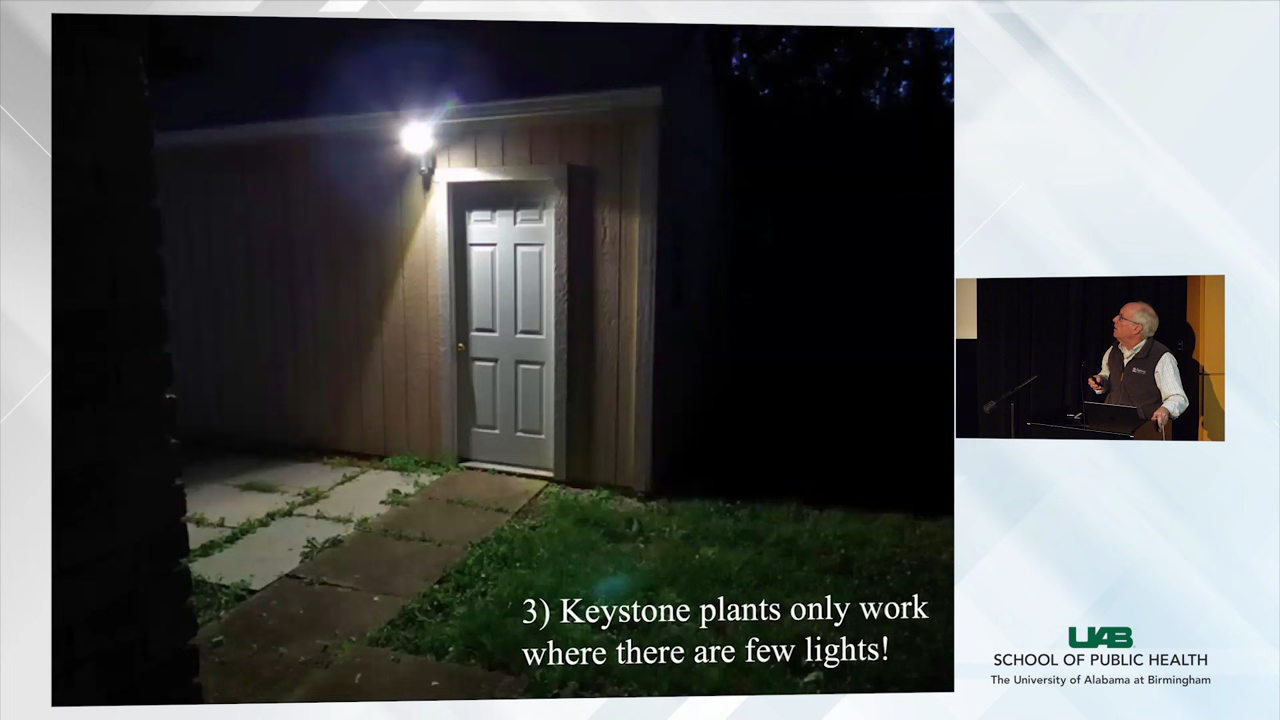 3) Keystone plants only work
where there are few lights!
UAB
SCHOOL OF PUBLIC HEALTH
The University of Alabama at Birmingham